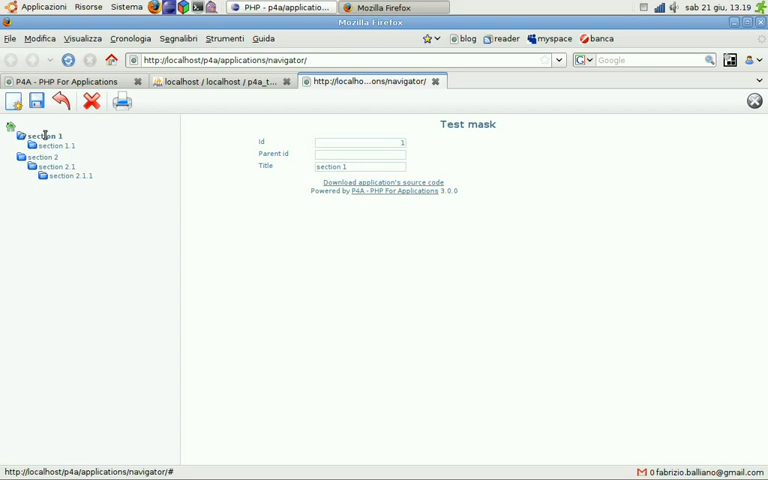 Applicazioni Risorse Sistema PHP - p4a/applicatio... Mozilla Firefox sab 21 giu, 13.19
Mozilla Firefox
File Modifica Visualizza Cronologia Segnalibri Strumenti Guida blog reader myspace banca
http://localhost/p4a/applications/navigator/ Google
P4A - PHP For Applications localhost / localhost / p4a_t... http://localho...ons/navigator/
Test mask
section 1
section 1.1
section 2
section 2.1
section 2.1.1
Id 1
Parent id
Title section 1
Download application's source code
Powered by P4A - PHP For Applications 3.0.0
http://localhost/p4a/applications/navigator/# 0 fabrizio.balliano@gmail.com